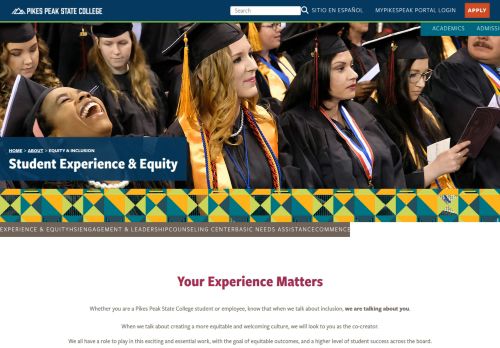 PIKES PEAK STATE COLLEGE
Search
SITIO EN ESPAÑOL
MYPIKESPEAK PORTAL LOGIN
APPLY
ACADEMICS
ADMISSI
HOME > ABOUT > EQUITY & INCLUSION
Student Experience & Equity
EXPERIENCE & EQUITYHSIENGAGEMENT & LEADERSHIPCOUNSELING CENTERBASIC NEEDS ASSISTANCECOMMENCE
Your Experience Matters
Whether you are a Pikes Peak State College student or employee, know that when we talk about inclusion, we are talking about you.
When we talk about creating a more equitable and welcoming culture, we will look to you as the co-creator.
We all have a role to play in this exciting and essential work, with the goal of equitable outcomes, and a higher level of student success across the board.